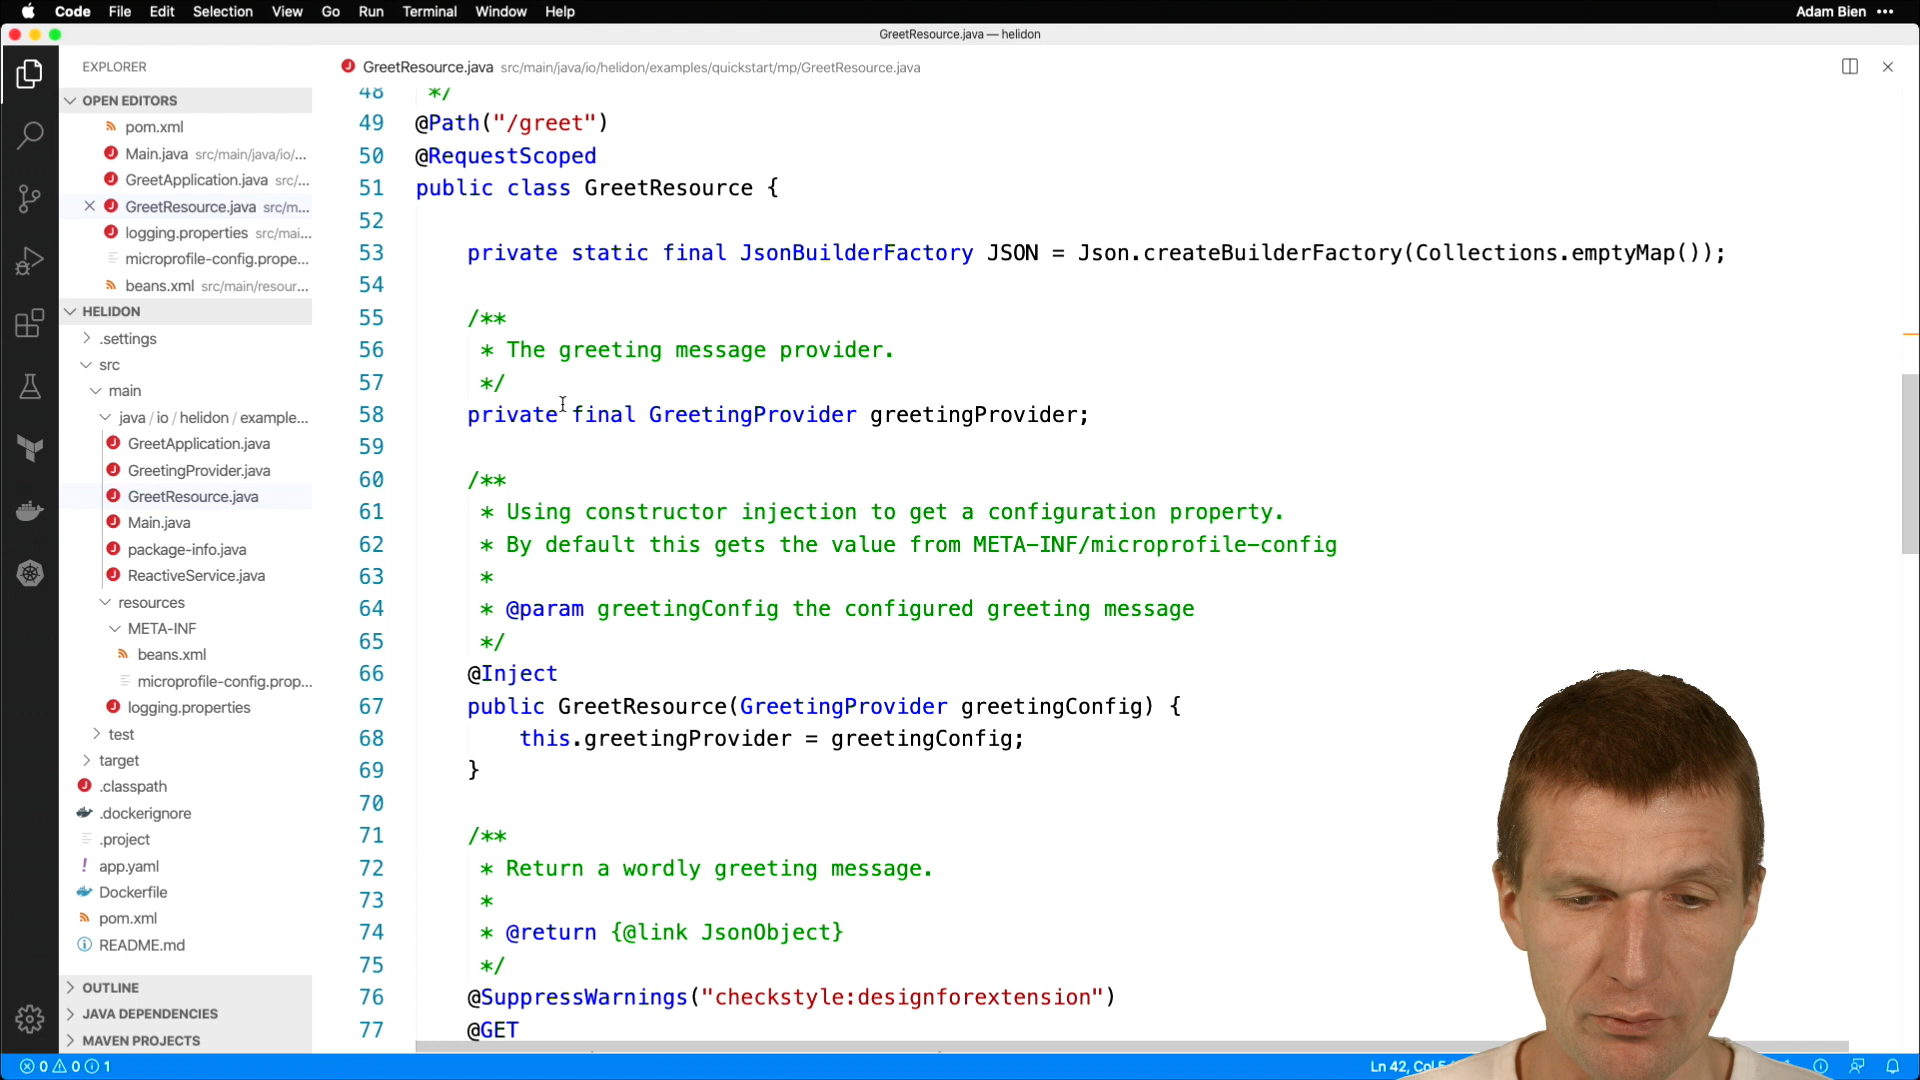 Code File Edit Selection View Go Run Terminal Window Help
Adam Bien •••
GreetResource.java — helidon
EXPLORER
OPEN EDITORS
pom.xml
Main.java src/main/java/io/...
GreetApplication.java src/...
GreetResource.java src/m...
logging.properties src/mai...
microprofile-config.prope...
beans.xml src/main/resour...
HELIDON
.settings
src
main
java / io / helidon / example...
GreetApplication.java
GreetingProvider.java
GreetResource.java
Main.java
package-info.java
ReactiveService.java
resources
META-INF
beans.xml
microprofile-config.prop...
logging.properties
test
target
.classpath
.dockerignore
.project
app.yaml
Dockerfile
pom.xml
README.md
OUTLINE
JAVA DEPENDENCIES
MAVEN PROJECTS
GreetResource.java src/main/java/io/helidon/examples/quickstart/mp/GreetResource.java
48 */
49 @Path("/greet")
50 @RequestScoped
51 public class GreetResource {
52
53 private static final JsonBuilderFactory JSON = Json.createBuilderFactory(Collections.emptyMap());
54
55 /**
56 * The greeting message provider.
57 */
58 private final GreetingProvider greetingProvider;
59
60 /**
61 * Using constructor injection to get a configuration property.
62 * By default this gets the value from META-INF/microprofile-config
63 *
64 * @param greetingConfig the configured greeting message
65 */
66 @Inject
67 public GreetResource(GreetingProvider greetingConfig) {
68 this.greetingProvider = greetingConfig;
69 }
70
71 /**
72 * Return a wordly greeting message.
73 *
74 * @return {@link JsonObject}
75 */
76 @SuppressWarnings("checkstyle:designforextension")
77 @GET
0 0 1
Ln 42, Col